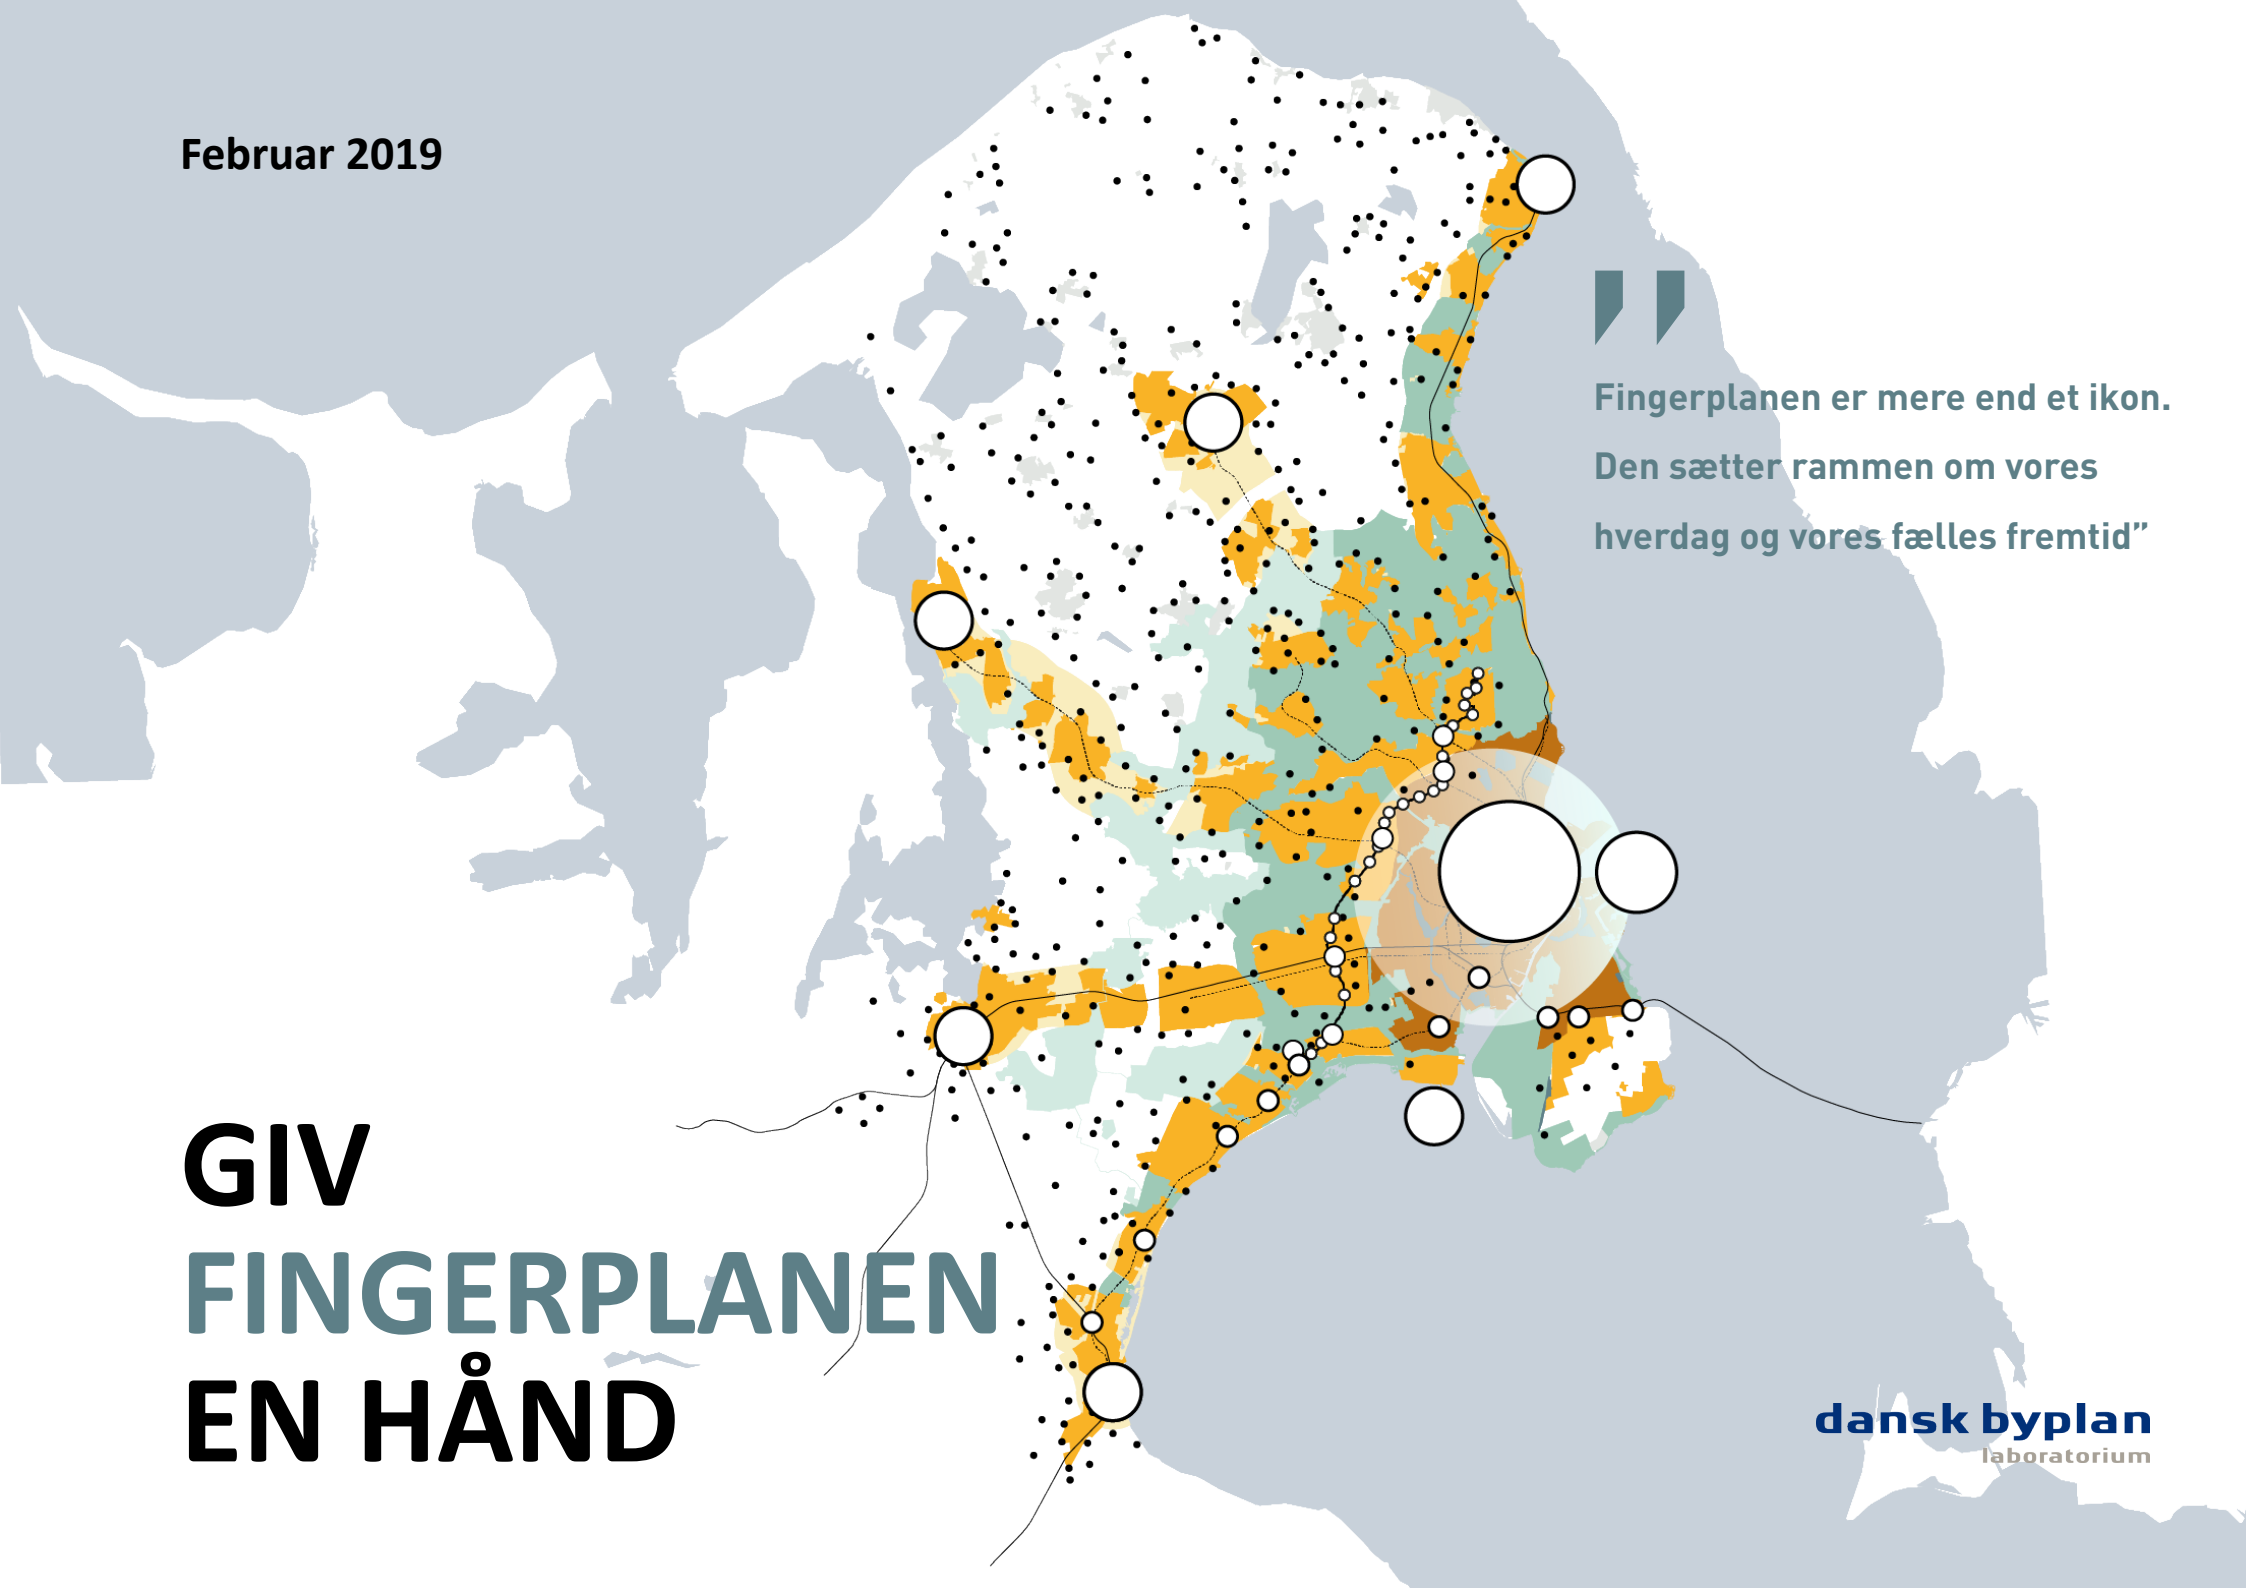 Februar 2019
Fingerplanen er mere end et ikon.
Den sætter rammen om vores
hverdag og vores fælles fremtid”
GIV
FINGERPLANEN
EN HÅND
dansk byplan
laboratorium